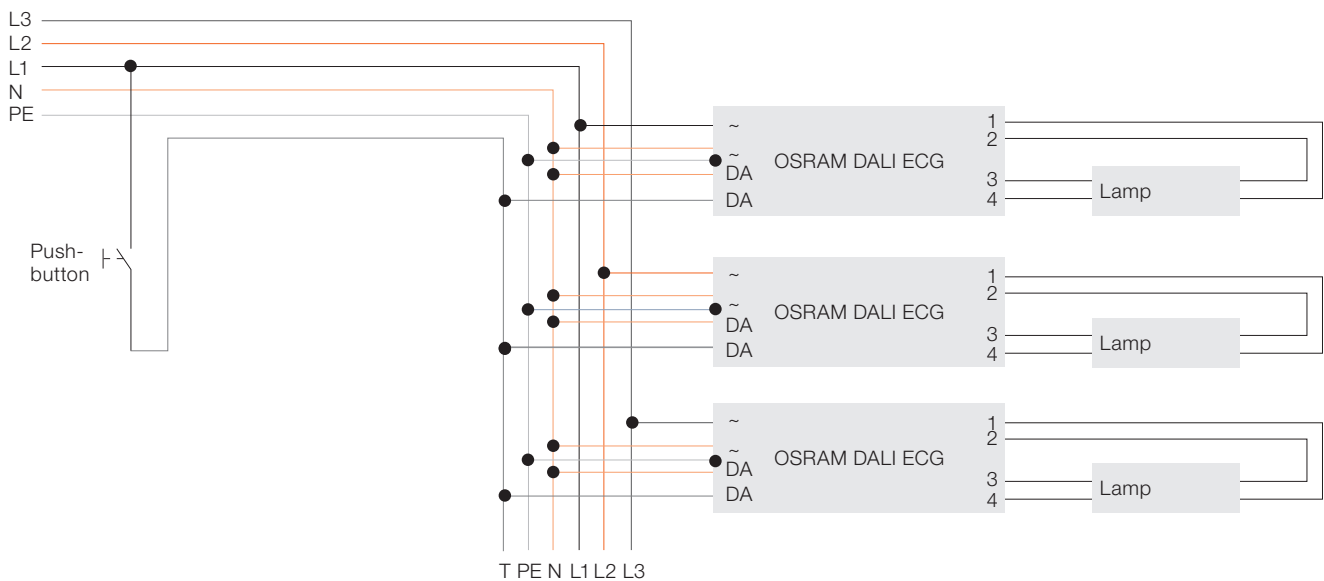 L3
L2
L1
N
PE
Push-
button
~
~
DA
DA
OSRAM DALI ECG
1
2
3
4
Lamp
~
~
DA
DA
OSRAM DALI ECG
1
2
3
4
Lamp
~
~
DA
DA
OSRAM DALI ECG
1
2
3
4
Lamp
T PE N L1 L2 L3